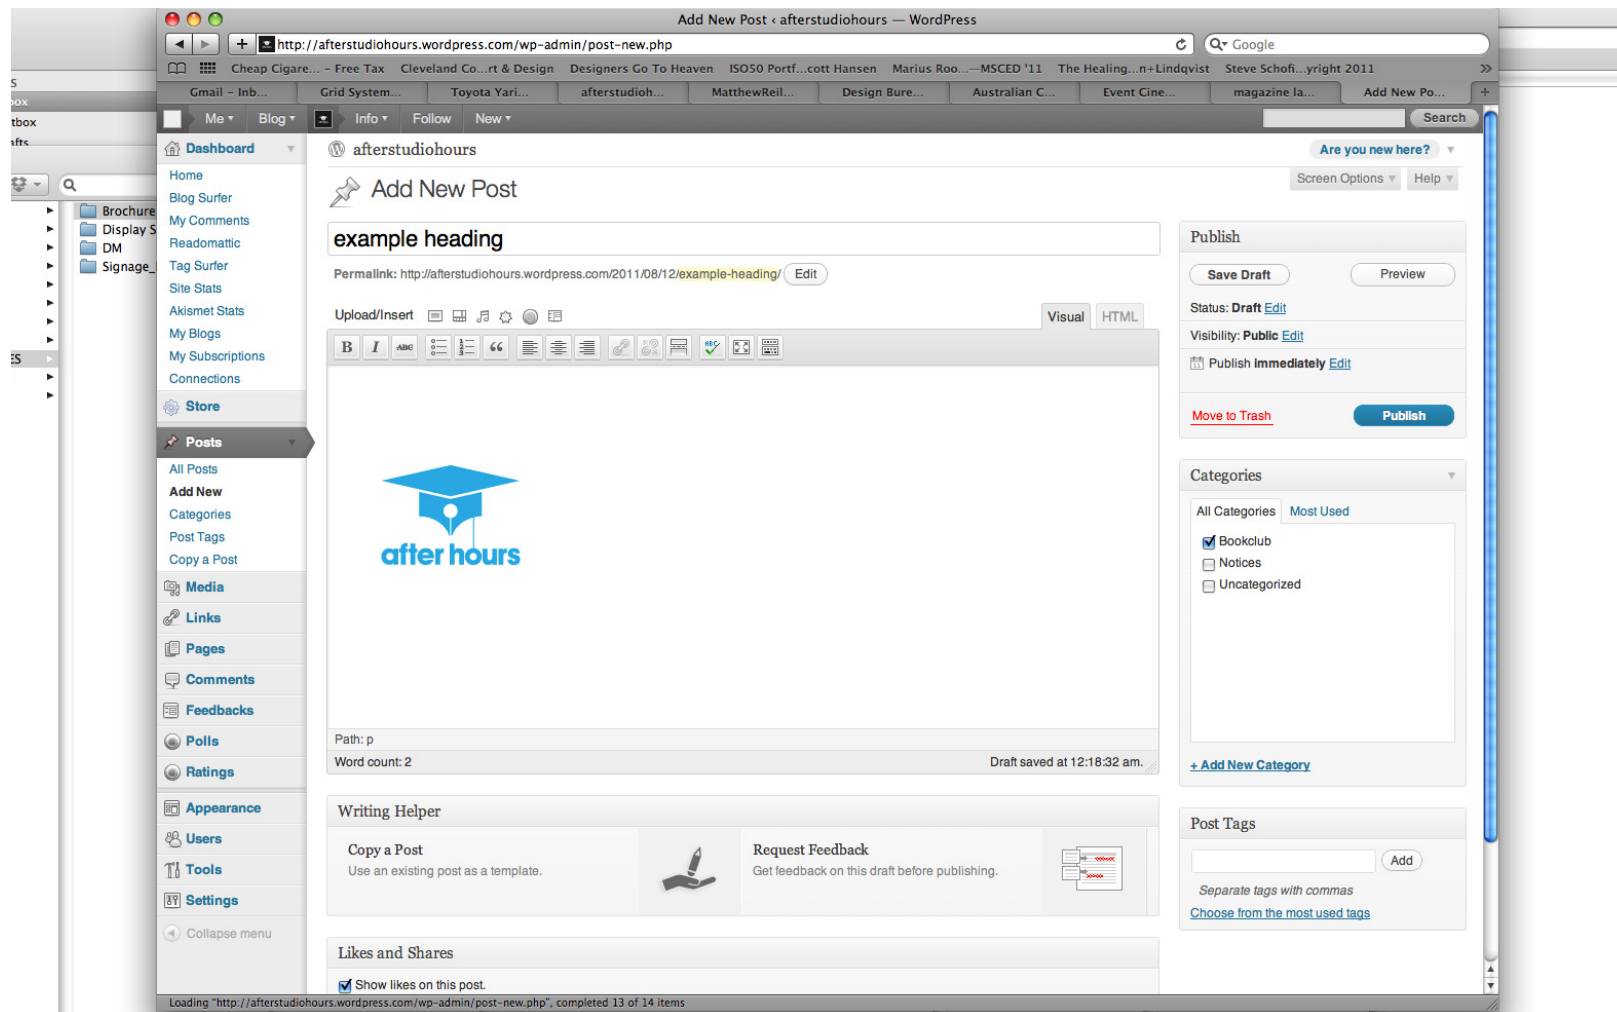 Add New Post ‹ afterstudiohours — WordPress
http://afterstudiohours.wordpress.com/wp-admin/post-new.php
Google
Cheap Cigare... – Free Tax Cleveland Co...rt & Design Designers Go To Heaven ISO50 Portf...cott Hansen Marius Roo...—MSCED '11 The Healing...n+Lindqvist Steve Schofi...yright 2011
Gmail – Inb... Grid System... Toyota Yari... afterstudioh... MatthewReil... Design Bure... Australian C... Event Cine... magazine la... Add New Po...
Me Blog Info Follow New Search
Brochure
Display S
DM
Signage_
Dashboard
Home
Blog Surfer
My Comments
Readomattic
Tag Surfer
Site Stats
Akismet Stats
My Blogs
My Subscriptions
Connections
Store
Posts
All Posts
Add New
Categories
Post Tags
Copy a Post
Media
Links
Pages
Comments
Feedbacks
Polls
Ratings
Appearance
Users
Tools
Settings
Collapse menu
afterstudiohours
Are you new here?
Add New Post
Screen Options Help
example heading
Permalink: http://afterstudiohours.wordpress.com/2011/08/12/example-heading/ Edit
Upload/Insert
Visual HTML
B I ABC ABC
after hours
Path: p
Word count: 2
Draft saved at 12:18:32 am.
Writing Helper
Copy a Post
Use an existing post as a template.
Request Feedback
Get feedback on this draft before publishing.
Likes and Shares
Show likes on this post.
Publish
Save Draft Preview
Status: Draft Edit
Visibility: Public Edit
Publish immediately Edit
Move to Trash Publish
Categories
All Categories Most Used
Bookclub
Notices
Uncategorized
+ Add New Category
Post Tags
Add
Separate tags with commas
Choose from the most used tags
Loading "http://afterstudiohours.wordpress.com/wp-admin/post-new.php", completed 13 of 14 items